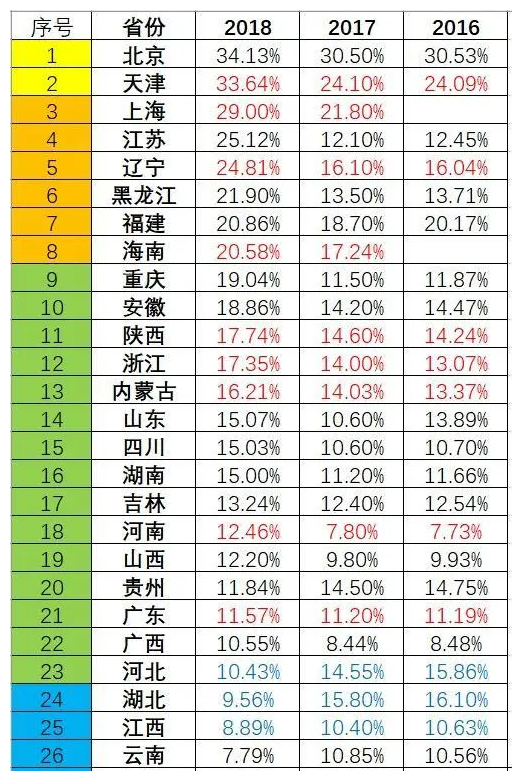 序号 省份 2018 2017 2016
1 北京 34.13% 30.50% 30.53%
2 天津 33.64% 24.10% 24.09%
3 上海 29.00% 21.80%
4 江苏 25.12% 12.10% 12.45%
5 辽宁 24.81% 16.10% 16.04%
6 黑龙江 21.90% 13.50% 13.71%
7 福建 20.86% 18.70% 20.17%
8 海南 20.58% 17.24%
9 重庆 19.04% 11.50% 11.87%
10 安徽 18.86% 14.20% 14.47%
11 陕西 17.74% 14.60% 14.24%
12 浙江 17.35% 14.00% 13.07%
13 内蒙古 16.21% 14.03% 13.37%
14 山东 15.07% 10.60% 13.89%
15 四川 15.03% 10.60% 10.70%
16 湖南 15.00% 11.20% 11.66%
17 吉林 13.24% 12.40% 12.54%
18 河南 12.46% 7.80% 7.73%
19 山西 12.20% 9.80% 9.93%
20 贵州 11.84% 14.50% 14.75%
21 广东 11.57% 11.20% 11.19%
22 广西 10.55% 8.44% 8.48%
23 河北 10.43% 14.55% 15.86%
24 湖北 9.56% 15.80% 16.10%
25 江西 8.89% 10.40% 10.63%
26 云南 7.79% 10.85% 10.56%